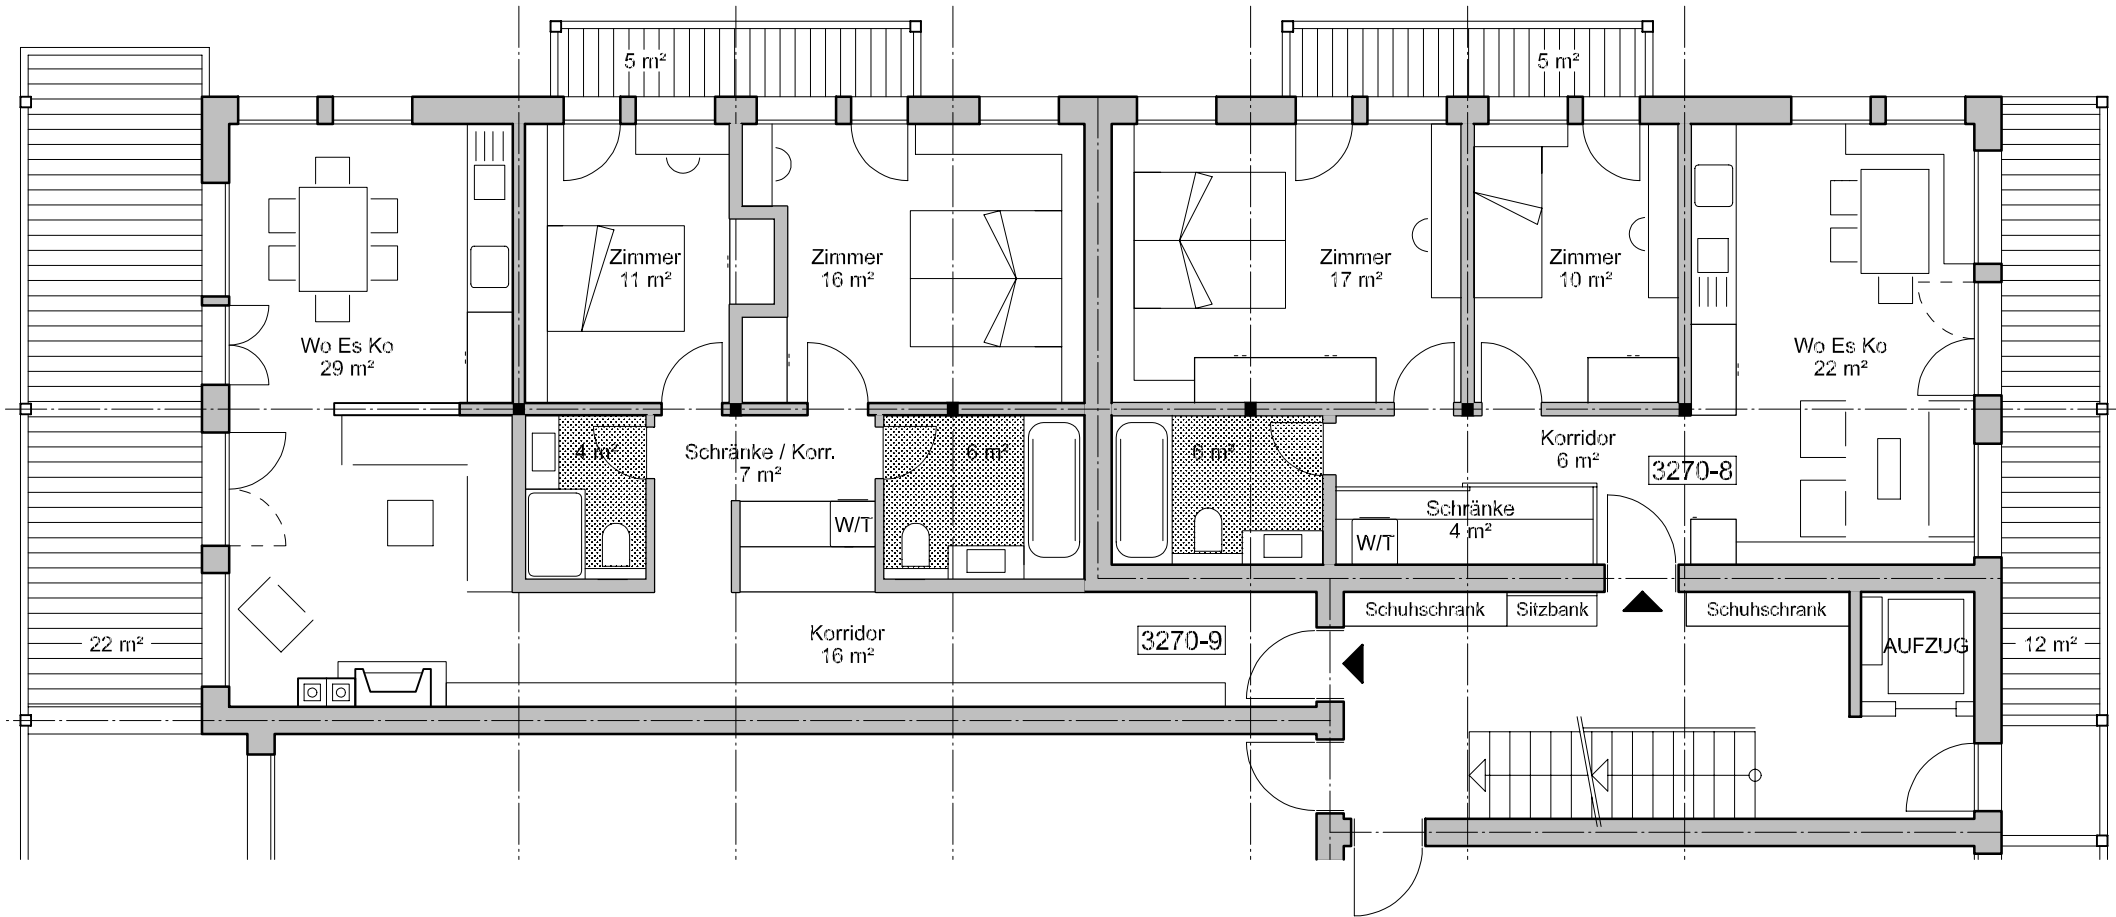 5 m²
5 m²
Zimmer
11 m²
Zimmer
16 m²
Zimmer
17 m²
Zimmer
10 m²
Wo Es Ko
29 m²
Wo Es Ko
22 m²
4 m²
Schränke / Korr.
7 m²
6 m²
6 m²
Korridor
6 m²
3270-8
Schränke
4 m²
W/T
W/T
Schuhschrank
Sitzbank
Schuhschrank
22 m²
Korridor
16 m²
3270-9
AUFZUG
12 m²